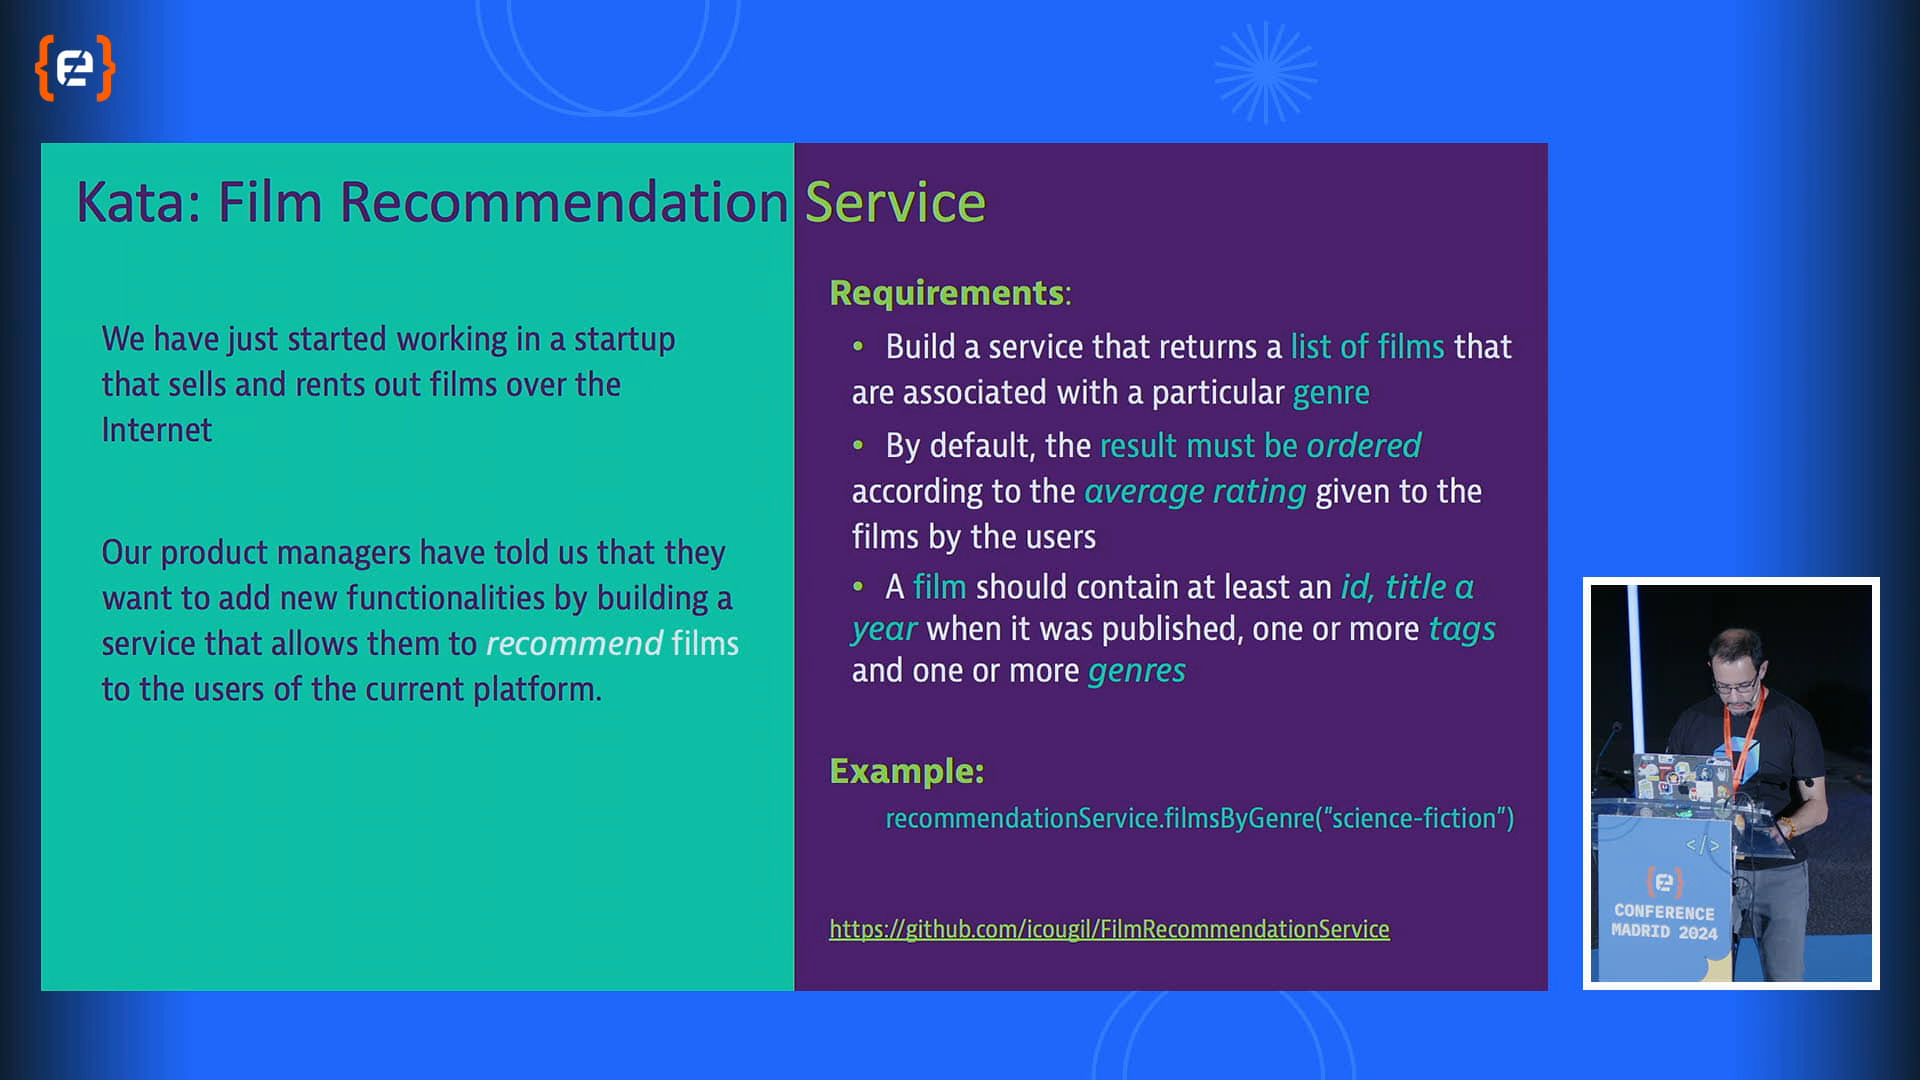 Kata: Film Recommendation Service
We have just started working in a startup
that sells and rents out films over the
Internet
Our product managers have told us that they
want to add new functionalities by building a
service that allows them to recommend films
to the users of the current platform.
Requirements:
• Build a service that returns a list of films that
are associated with a particular genre
• By default, the result must be ordered
according to the average rating given to the
films by the users
• A film should contain at least an id, title a
year when it was published, one or more tags
and one or more genres
Example:
recommendationService.filmsByGenre(“science-fiction”)
https://github.com/icougil/FilmRecommendationService
</>
{e}
CONFERENCE
MADRID 2024
{e}